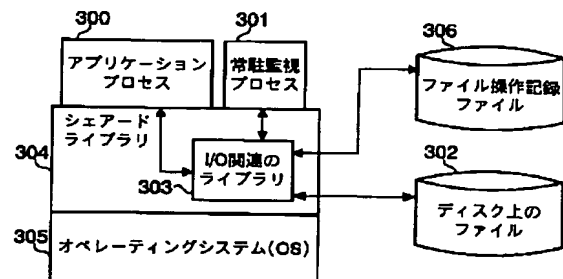 300
アプリケーション
プロセス
301
常駐監視
プロセス
306
ファイル操作記録
ファイル
304
シェアード
ライブラリ
303
I/O関連の
ライブラリ
302
ディスク上の
ファイル
305
オペレーティングシステム(OS)